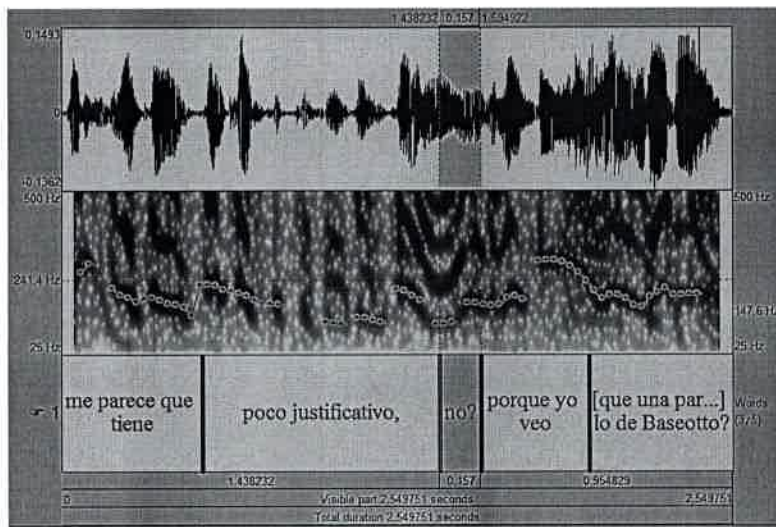 1.438232 0.157 1.594922
0.1493
0
-0.1362
500 Hz 500 Hz
241.4 Hz
147.6 Hz
25 Hz 25 Hz
me parece que
tiene
poco justificativo,
no?
porque yo
veo
[que una par...]
lo de Baseotto?
1
Words
(3/5)
1.438232 0.157 0.954829
0 Visible part 2.549751 seconds 2.549751
Total duration 2.549751 seconds